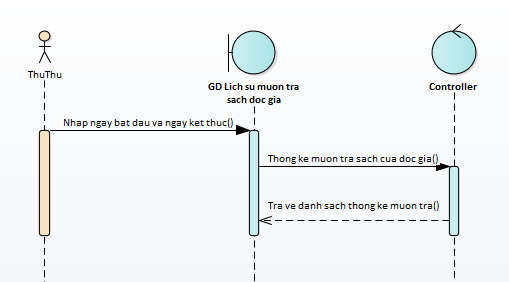 ThuThu
GD Lich su muon tra
sach doc gia
Controller
Nhap ngay bat dau va ngay ket thuc()
Thong ke muon tra sach cua doc gia()
Tra ve danh sach thong ke muon tra()